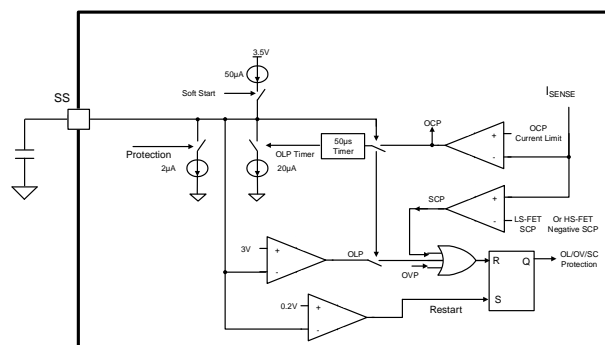 3.5V
50µA
SS
Soft Start
I_SENSE
OCP
OCP
Current Limit
+
-
50µs
Timer
OLP Timer
Protection
2µA
20µA
SCP
+
-
LS-FET
SCP
Or HS-FET
Negative SCP
3V
+
-
OLP
OVP
R
Q
S
OL/OV/SC
Protection
0.2V
+
-
Restart